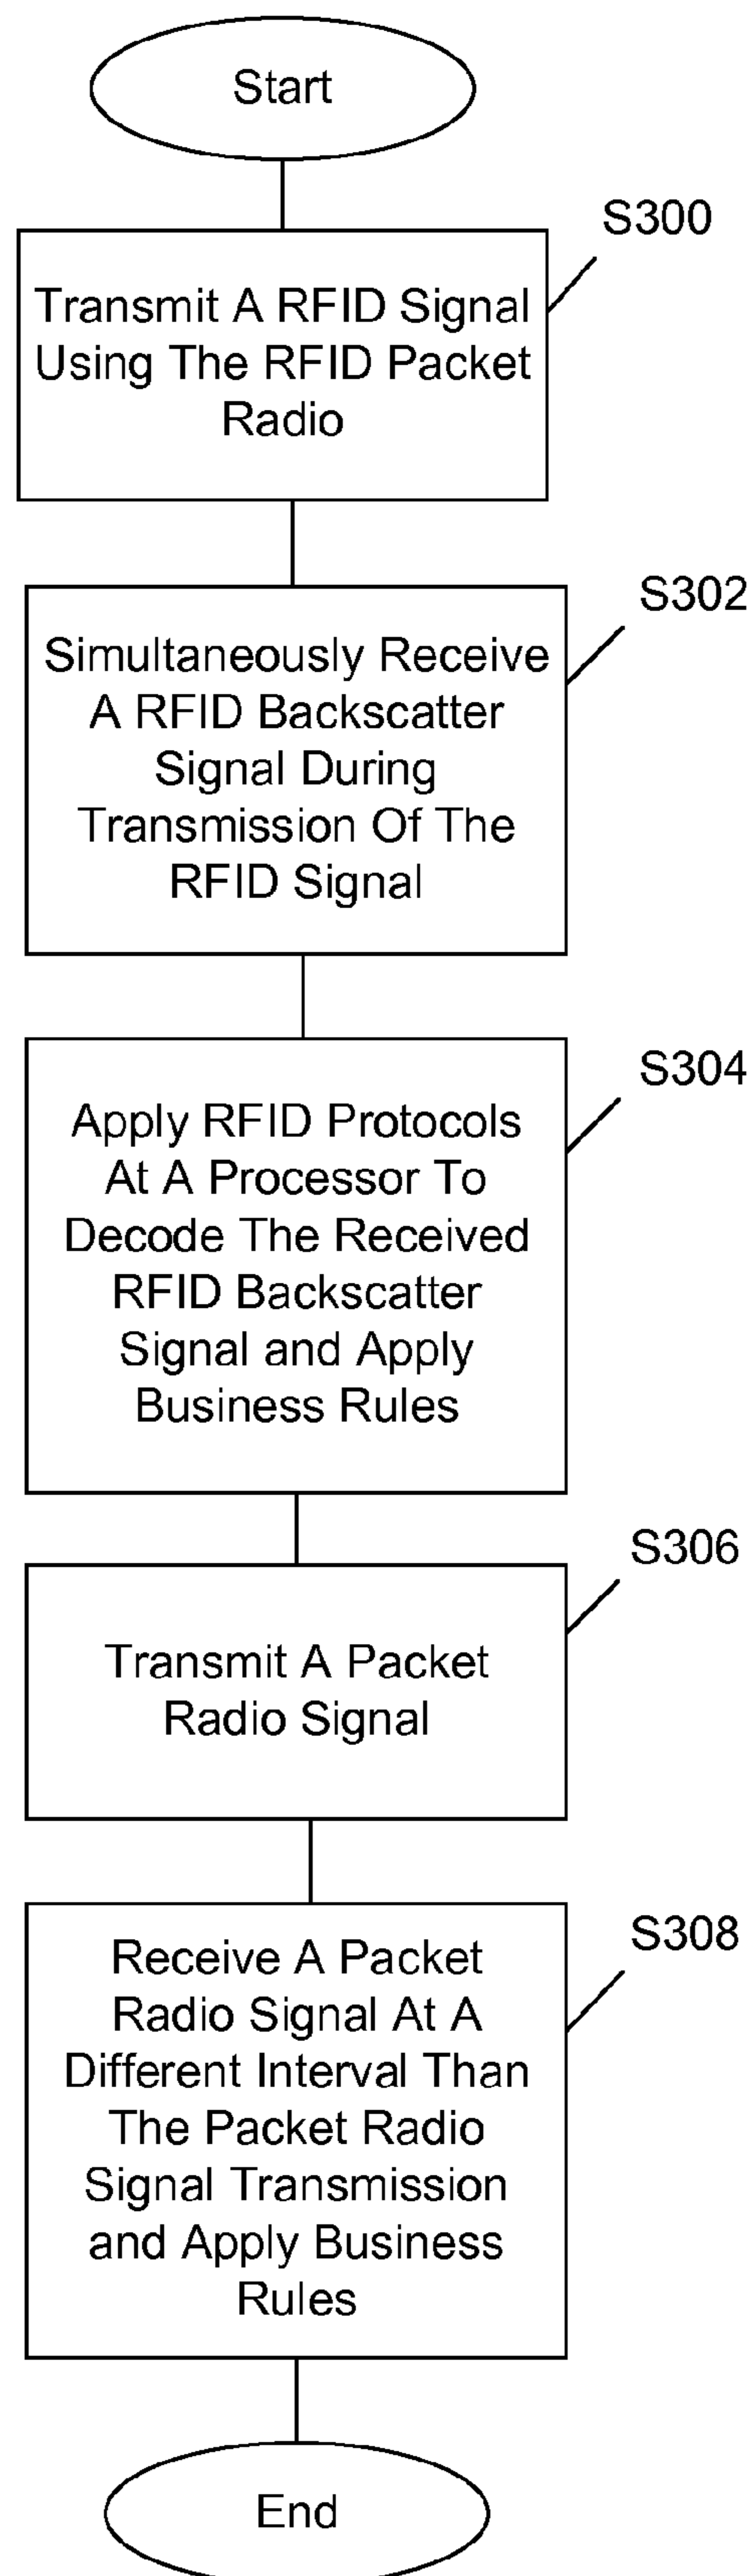 Start
S300
Transmit A RFID Signal
Using The RFID Packet
Radio
S302
Simultaneously Receive
A RFID Backscatter
Signal During
Transmission Of The
RFID Signal
S304
Apply RFID Protocols
At A Processor To
Decode The Received
RFID Backscatter
Signal and Apply
Business Rules
S306
Transmit A Packet
Radio Signal
S308
Receive A Packet
Radio Signal At A
Different Interval Than
The Packet Radio
Signal Transmission
and Apply Business
Rules
End